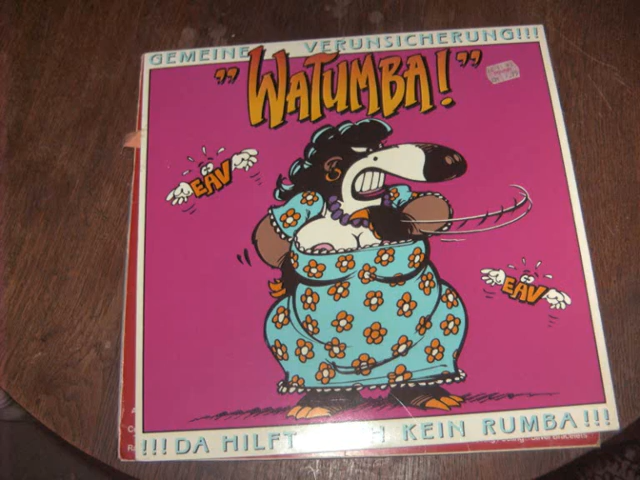 GEMEINE VERUNSICHERUNG!!!
"WATUMBA!"
EAV
EAV
!!!DA HILFT KEIN RUMBA!!!